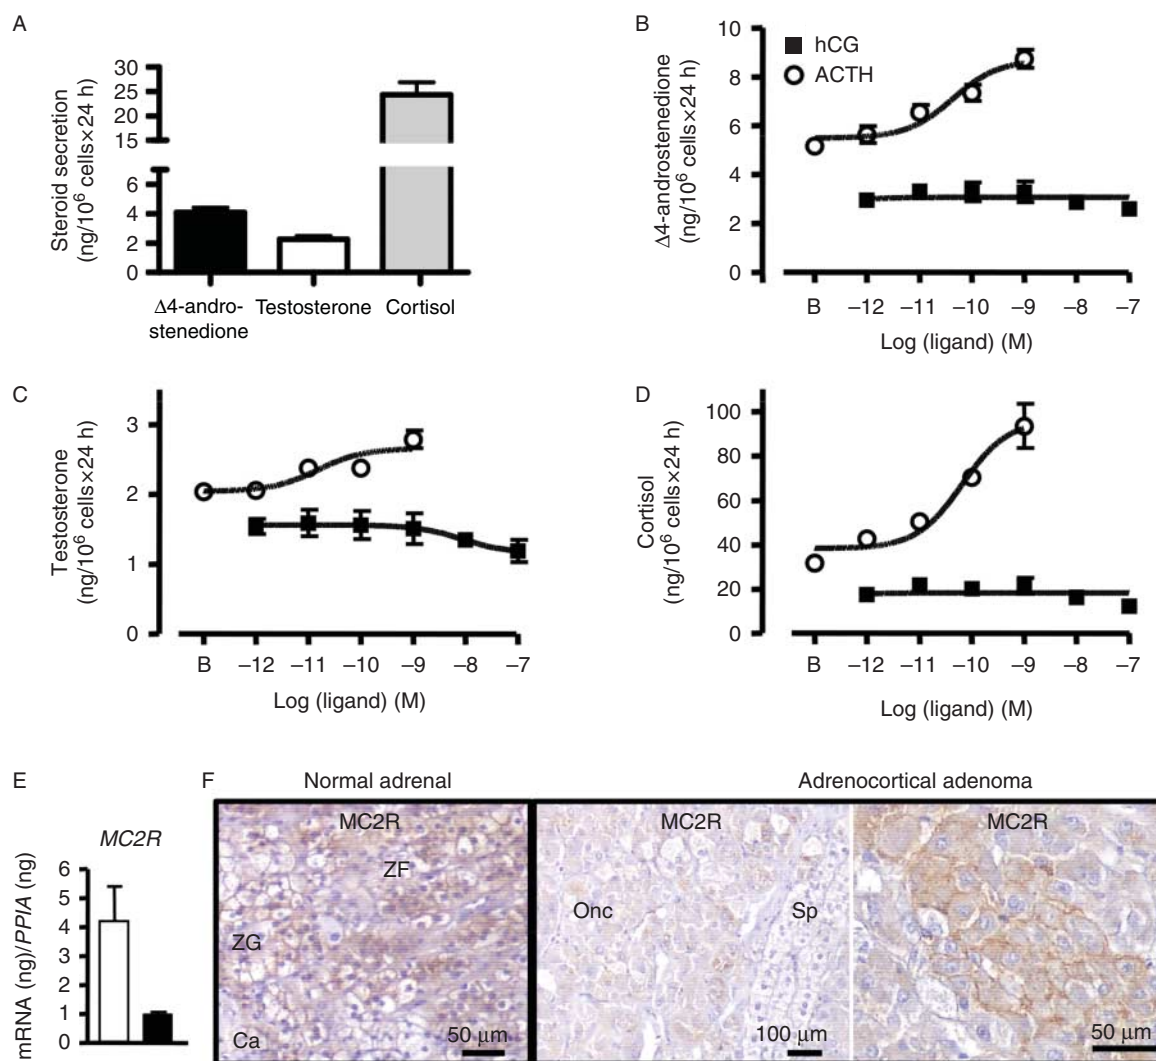 A
Steroid secretion
(ng/10⁶ cells×24 h)
30
25
20
15
6
4
2
0
Δ4-andro-
stenedione
Testosterone
Cortisol
B
Δ4-androstenedione
(ng/10⁶ cells×24 h)
10
8
6
4
2
0
hCG
ACTH
B –12 –11 –10 –9 –8 –7
Log (ligand) (M)
C
Testosterone
(ng/10⁶ cells×24 h)
3
2
1
0
B –12 –11 –10 –9 –8 –7
Log (ligand) (M)
D
Cortisol
(ng/10⁶ cells×24 h)
100
80
60
40
20
0
B –12 –11 –10 –9 –8 –7
Log (ligand) (M)
E
MC2R
mRNA (ng)/PPIA (ng)
6
5
4
3
2
1
0
F
Normal adrenal
Adrenocortical adenoma
MC2R
ZF
ZG
Ca
50 μm
MC2R
Onc
Sp
100 μm
MC2R
50 μm